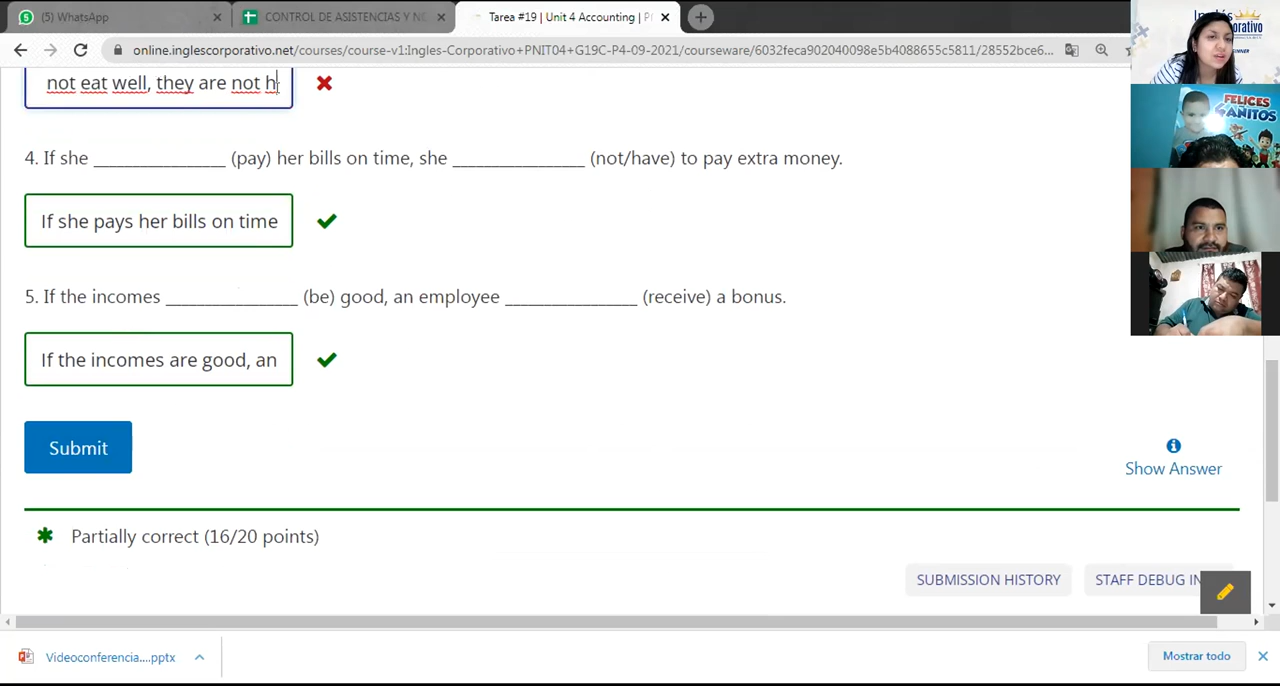 (5) WhatsApp
CONTROL DE ASISTENCIAS Y N
Tarea #19 | Unit 4 Accounting |
online.inglescorporativo.net/courses/course-v1:Ingles-Corporativo+PNIT04+G19C-P4-09-2021/courseware/6032feca902040098e5b4088655c5811/28552bce6...
FELICES
AÑITOS
not eat well, they are not h
4. If she _______________ (pay) her bills on time, she _______________ (not/have) to pay extra money.
If she pays her bills on time
5. If the incomes _______________ (be) good, an employee _______________ (receive) a bonus.
If the incomes are good, an
Submit
Show Answer
Partially correct (16/20 points)
SUBMISSION HISTORY
STAFF DEBUG IN
Videoconferencia....pptx
Mostrar todo